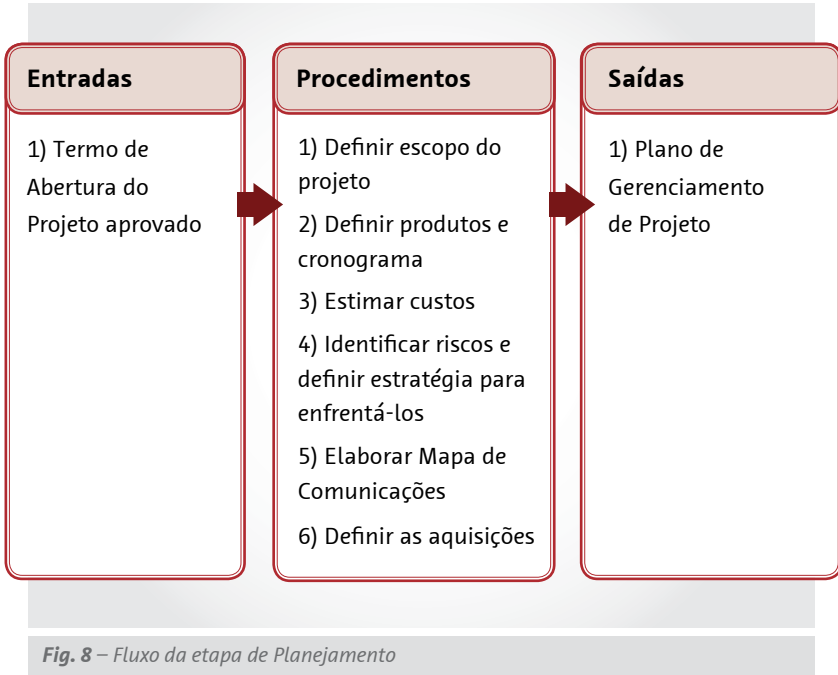 Entradas
1) Termo de
Abertura do
Projeto aprovado
Procedimentos
1) Definir escopo do
projeto
2) Definir produtos e
cronograma
3) Estimar custos
4) Identificar riscos e
definir estratégia para
enfrentá-los
5) Elaborar Mapa de
Comunicações
6) Definir as aquisições
Saídas
1) Plano de
Gerenciamento
de Projeto
Fig. 8 – Fluxo da etapa de Planejamento